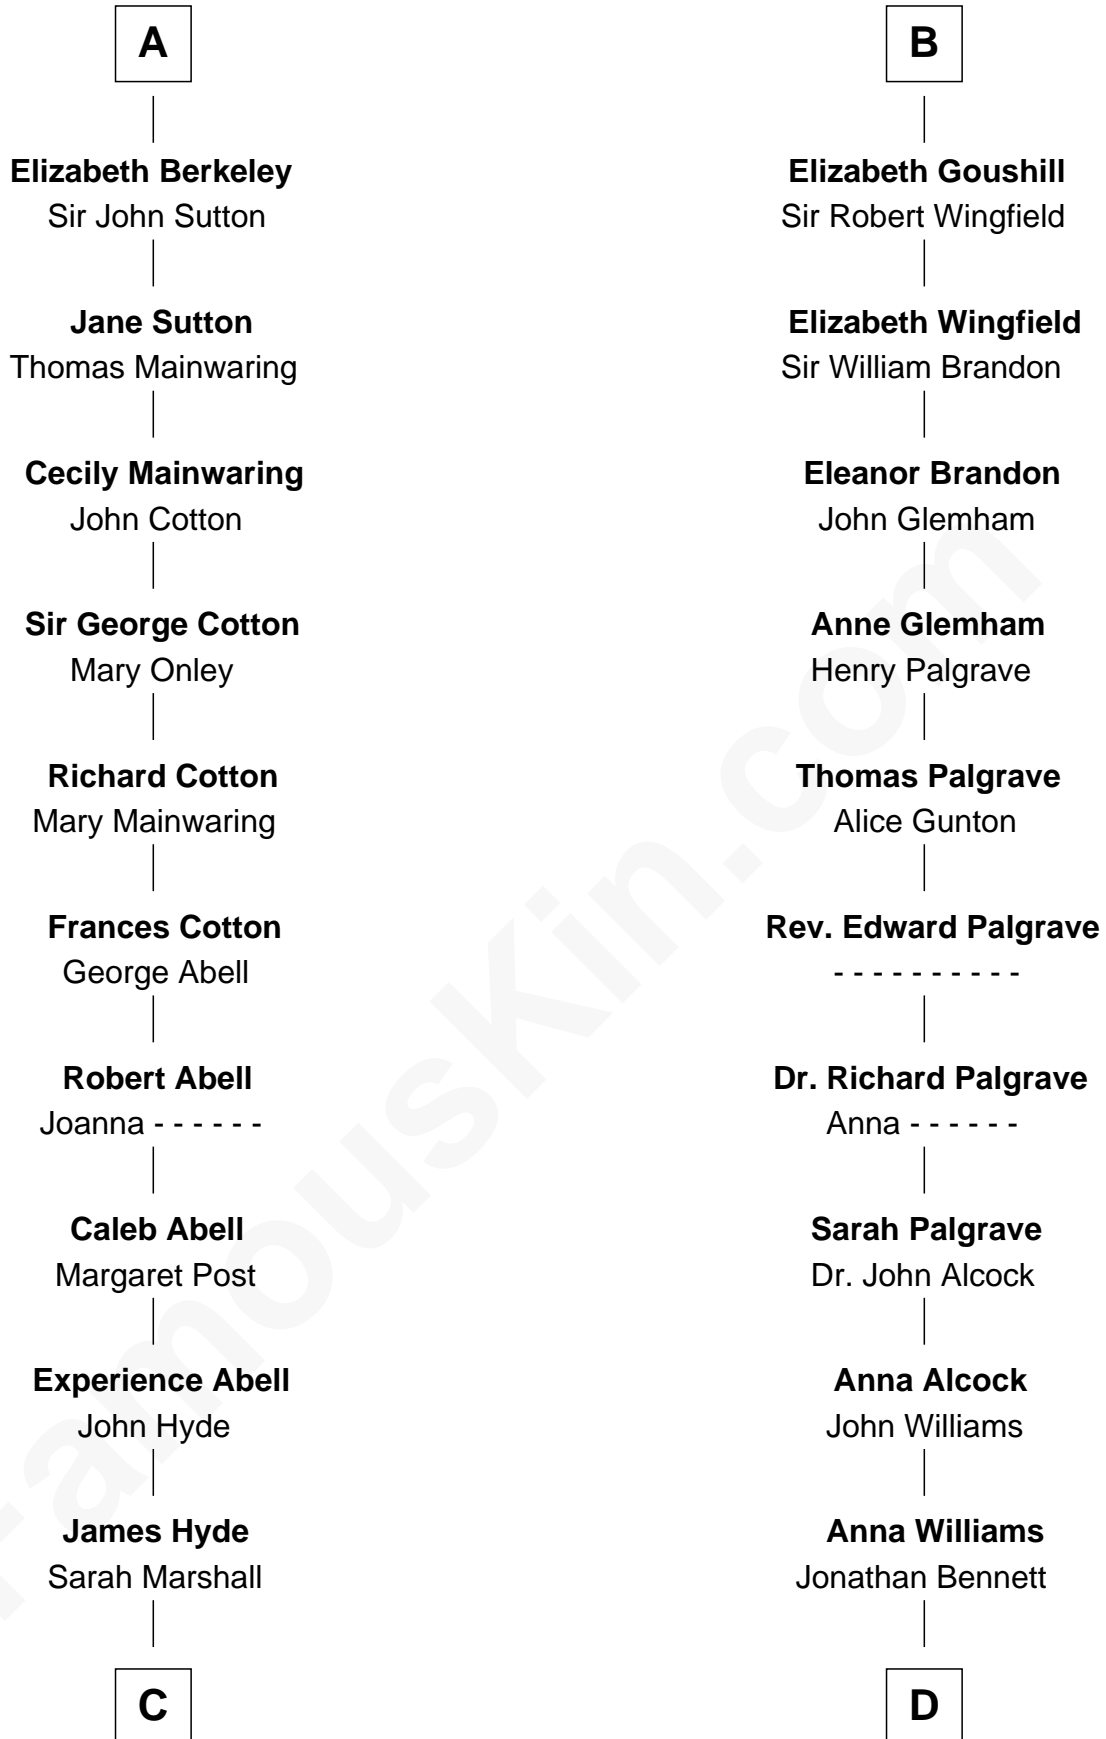 A
Elizabeth Berkeley
Sir John Sutton
Jane Sutton
Thomas Mainwaring
Cecily Mainwaring
John Cotton
Sir George Cotton
Mary Onley
Richard Cotton
Mary Mainwaring
Frances Cotton
George Abell
Robert Abell
Joanna - - - - - -
Caleb Abell
Margaret Post
Experience Abell
John Hyde
James Hyde
Sarah Marshall
C
B
Elizabeth Goushill
Sir Robert Wingfield
Elizabeth Wingfield
Sir William Brandon
Eleanor Brandon
John Glemham
Anne Glemham
Henry Palgrave
Thomas Palgrave
Alice Gunton
Rev. Edward Palgrave
- - - - - - - - - -
Dr. Richard Palgrave
Anna - - - - - -
Sarah Palgrave
Dr. John Alcock
Anna Alcock
John Williams
Anna Williams
Jonathan Bennett
D
FamousKin.com